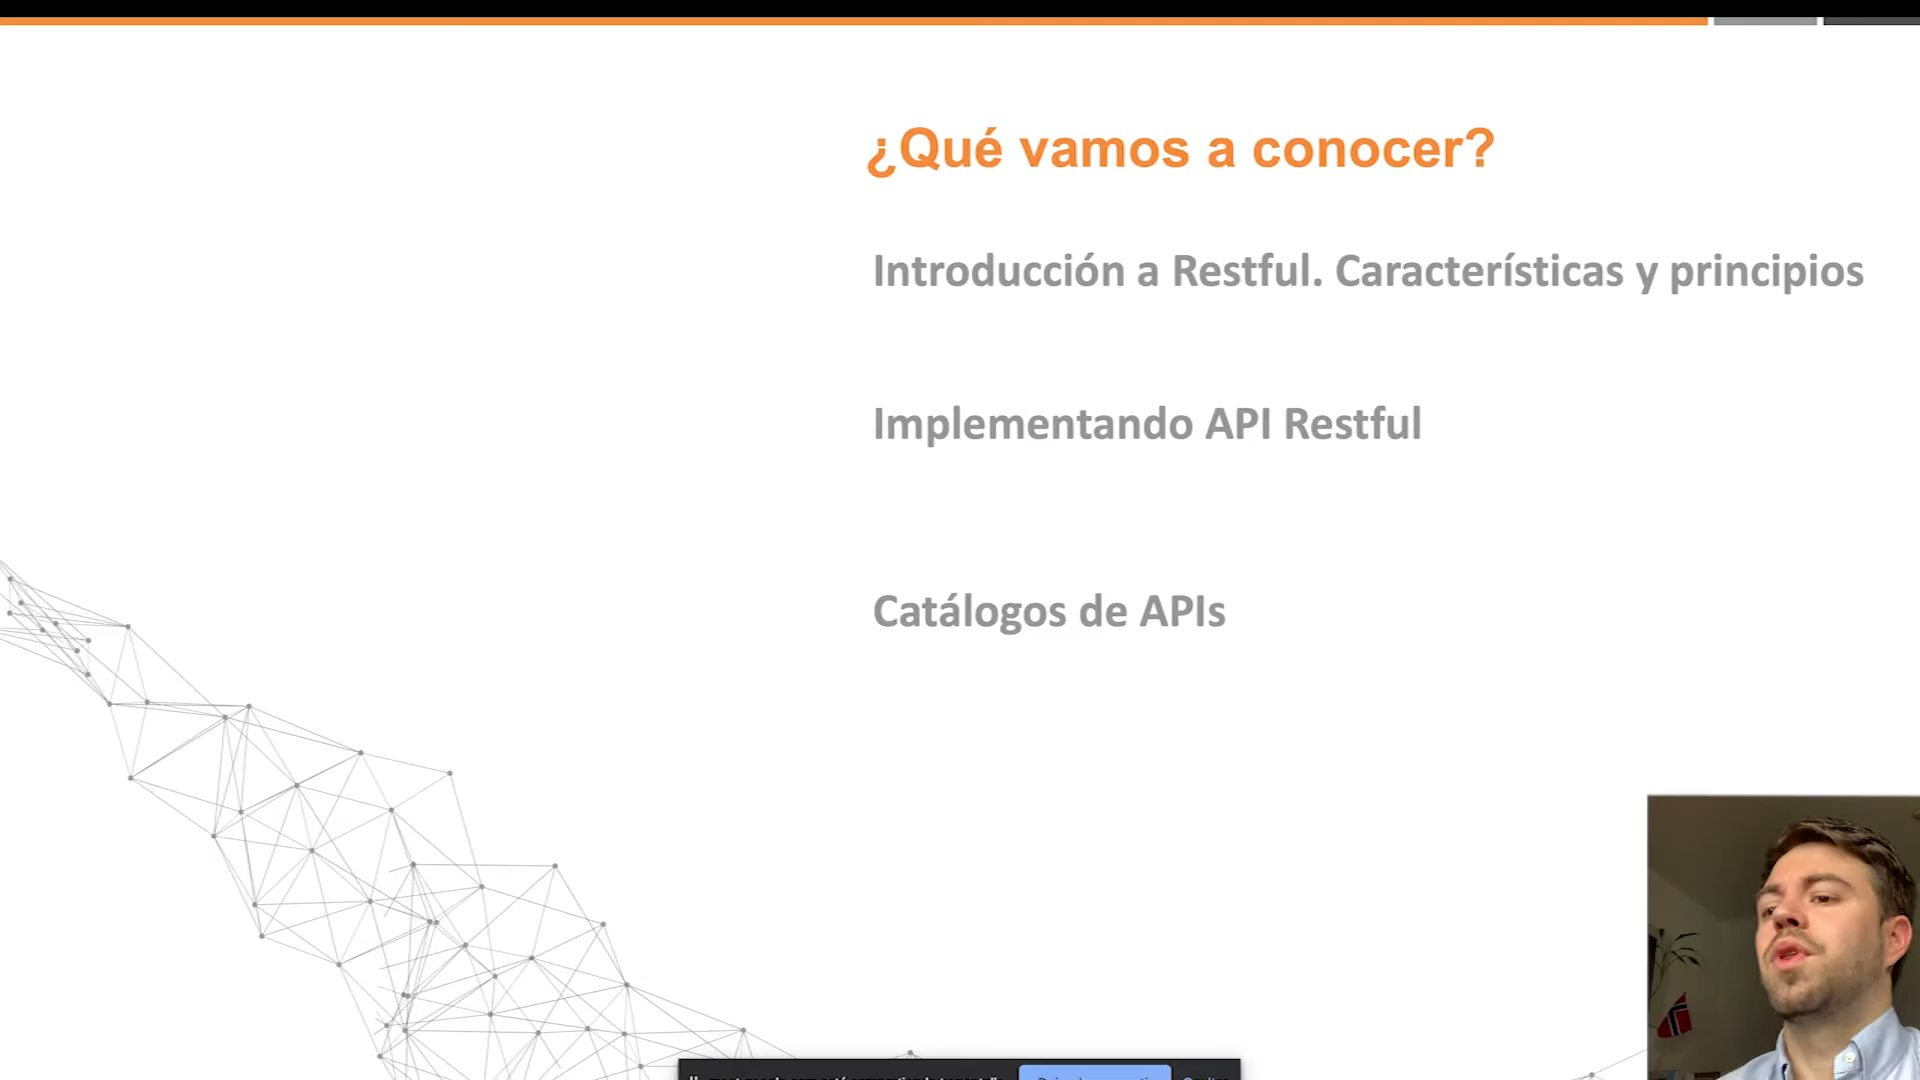 ¿Qué vamos a conocer?
Introducción a Restful. Características y principios
Implementando API Restful
Catálogos de APIs